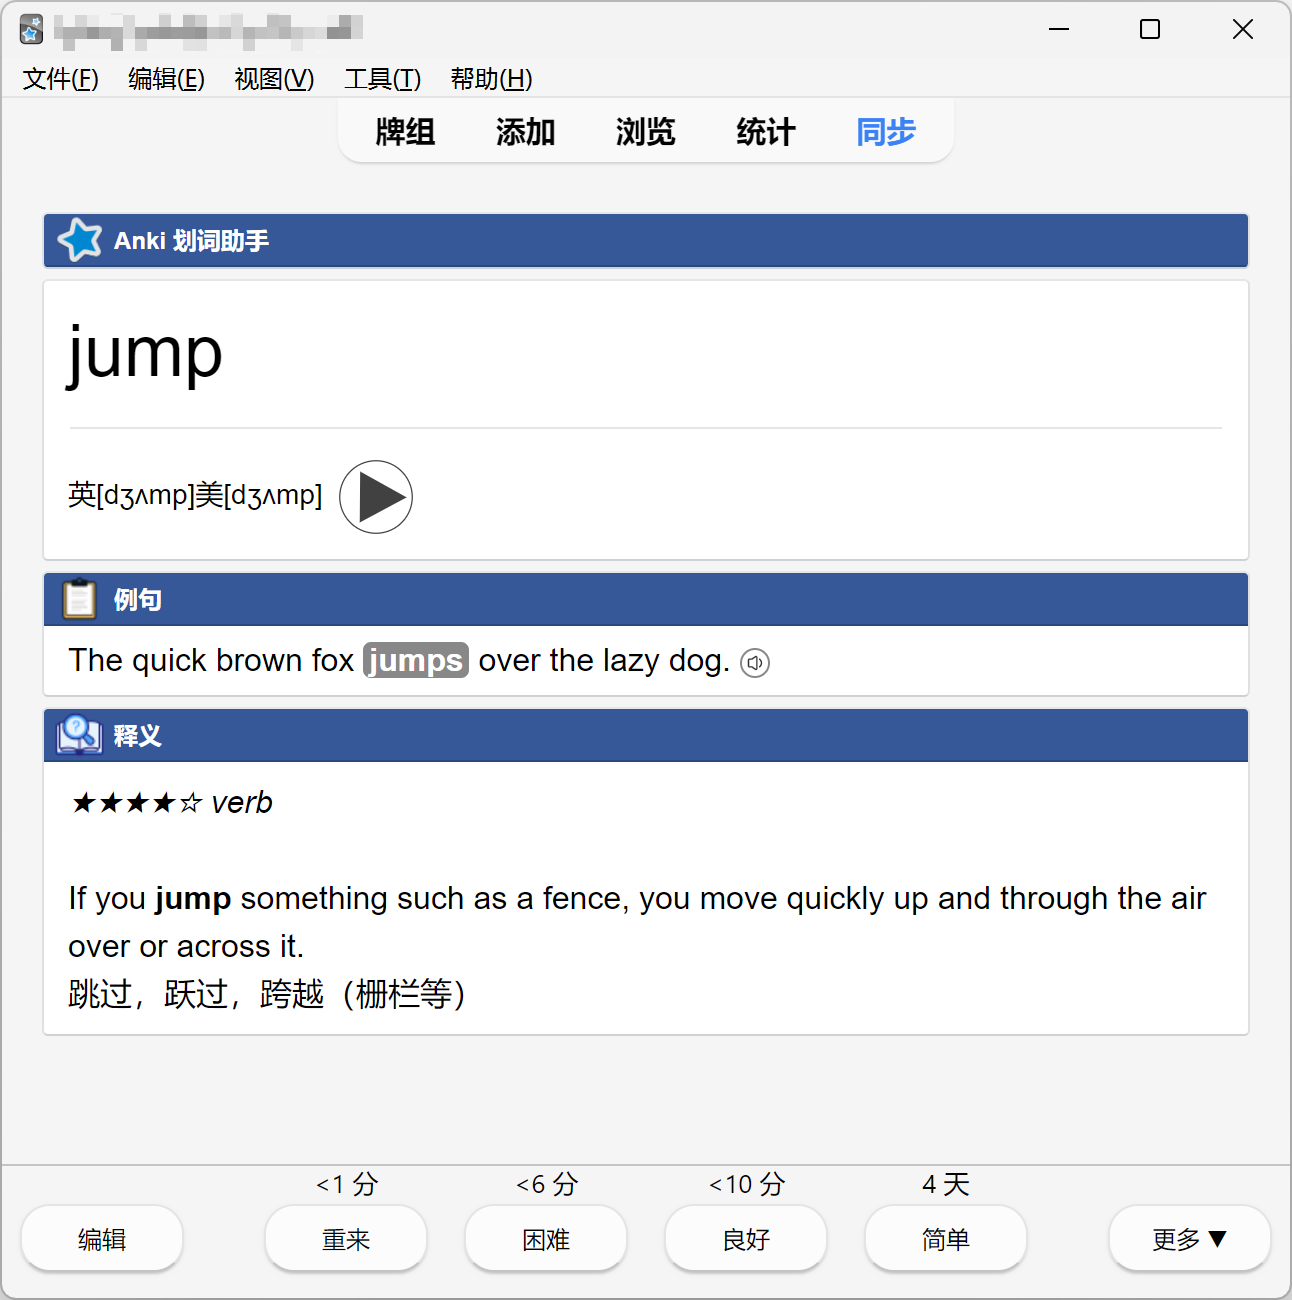 文件(F) 编辑(E) 视图(V) 工具(T) 帮助(H)
牌组 添加 浏览 统计 同步
Anki 划词助手
jump
英[dʒʌmp]美[dʒʌmp]
例句
The quick brown fox jumps over the lazy dog.
释义
★★★★☆ verb
If you jump something such as a fence, you move quickly up and through the air
over or across it.
跳过，跃过，跨越（栅栏等）
<1 分 <6 分 <10 分 4 天
编辑 重来 困难 良好 简单 更多 ▼